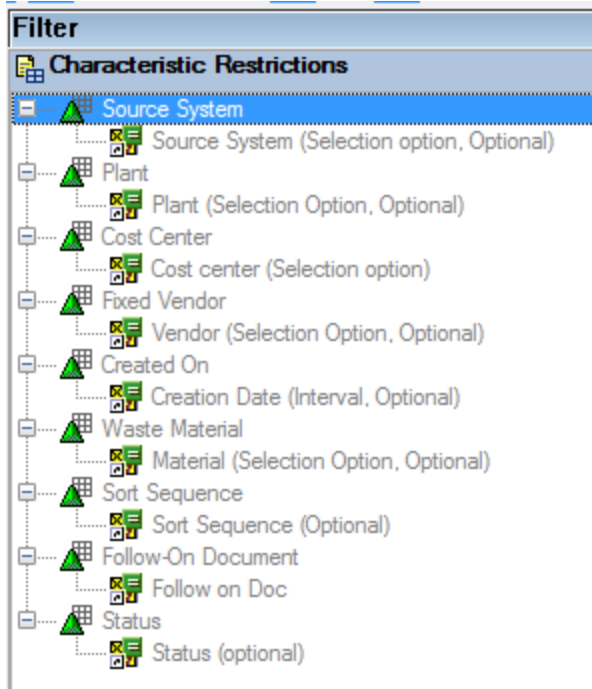 Filter
Characteristic Restrictions
Source System
Source System (Selection option, Optional)
Plant
Plant (Selection Option, Optional)
Cost Center
Cost center (Selection option)
Fixed Vendor
Vendor (Selection Option, Optional)
Created On
Creation Date (Interval, Optional)
Waste Material
Material (Selection Option, Optional)
Sort Sequence
Sort Sequence (Optional)
Follow-On Document
Follow on Doc
Status
Status (optional)